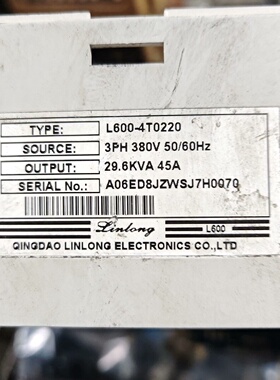 TYPE: L600-4T0220
SOURCE: 3PH 380V 50/60Hz
OUTPUT: 29.6KVA 45A
SERIAL No.: A06ED8JZWSJ7H0070
Linlong L600
QINGDAO LINLONG ELECTRONICS CO.,LTD